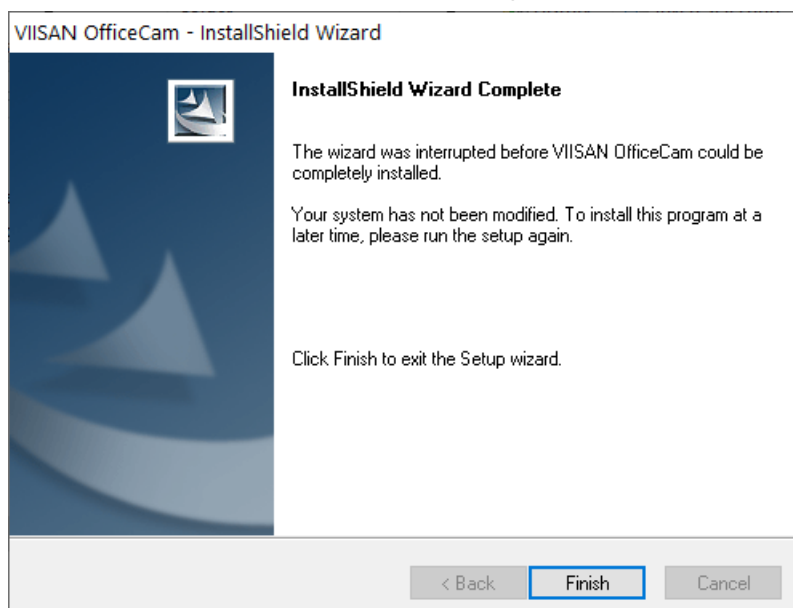 VIISAN OfficeCam - InstallShield Wizard
InstallShield Wizard Complete
The wizard was interrupted before VIISAN OfficeCam could be
completely installed.
Your system has not been modified. To install this program at a
later time, please run the setup again.
Click Finish to exit the Setup wizard.
< Back
Finish
Cancel